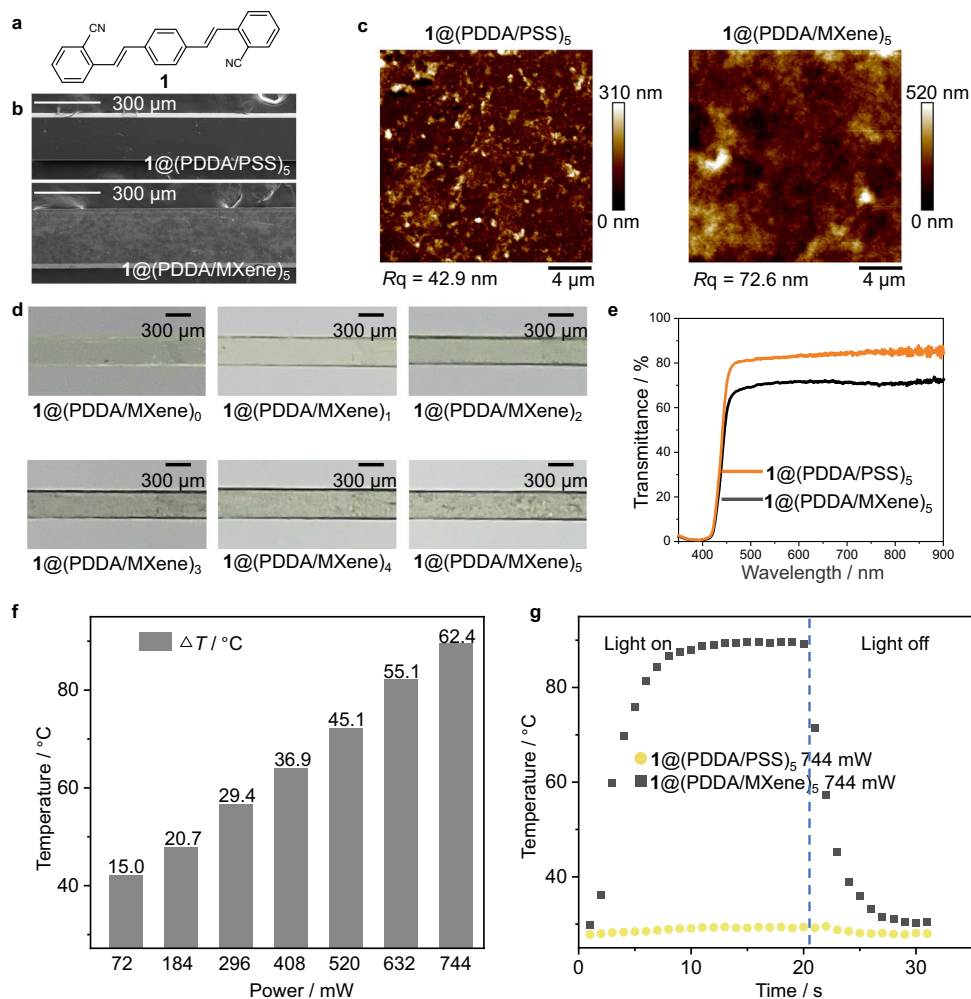 a
CN
NC
1
b
300 µm
1@(PDDA/PSS)5
300 µm
1@(PDDA/MXene)5
c
1@(PDDA/PSS)5
310 nm
0 nm
Rq = 42.9 nm
4 µm
1@(PDDA/MXene)5
520 nm
0 nm
Rq = 72.6 nm
4 µm
d
300 µm
300 µm
300 µm
1@(PDDA/MXene)0
1@(PDDA/MXene)1
1@(PDDA/MXene)2
300 µm
300 µm
300 µm
1@(PDDA/MXene)3
1@(PDDA/MXene)4
1@(PDDA/MXene)5
e
Transmittance / %
100
80
60
40
20
0
1@(PDDA/PSS)5
1@(PDDA/MXene)5
400 500 600 700 800 900
Wavelength / nm
f
△T / °C
Temperature / °C
80
60
40
15.0
20.7
29.4
36.9
45.1
55.1
62.4
72 184 296 408 520 632 744
Power / mW
g
Light on
Light off
Temperature / °C
80
60
40
1@(PDDA/PSS)5 744 mW
1@(PDDA/MXene)5 744 mW
0 10 20 30
Time / s